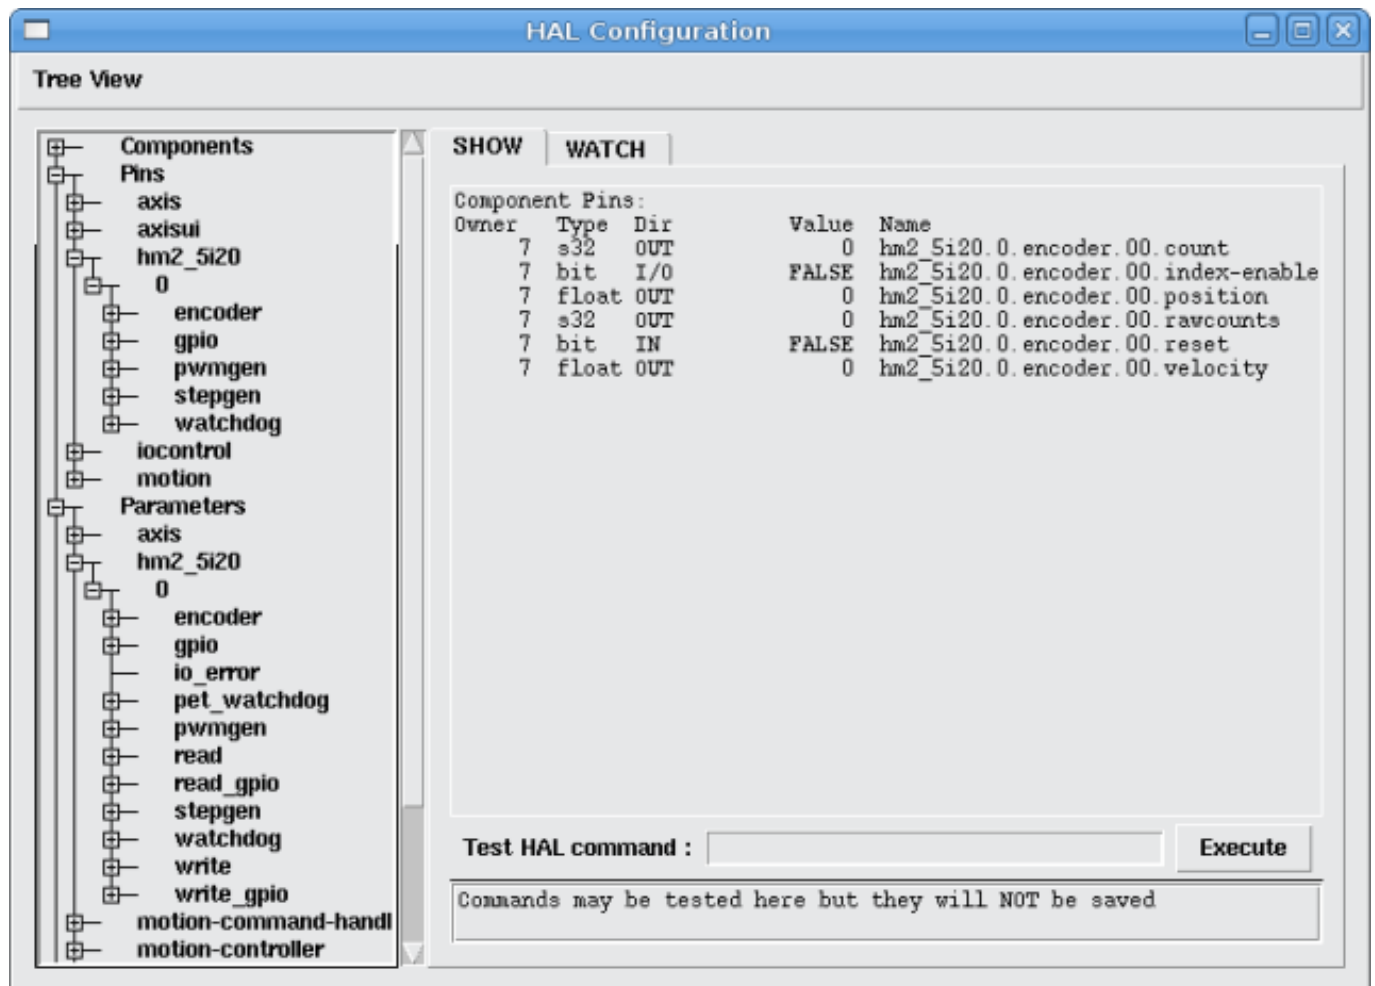 HAL Configuration
Tree View
Components
Pins
axis
axisui
hm2_5i20
0
encoder
gpio
pwmgen
stepgen
watchdog
iocontrol
motion
Parameters
axis
hm2_5i20
0
encoder
gpio
io_error
pet_watchdog
pwmgen
read
read_gpio
stepgen
watchdog
write
write_gpio
motion-command-handl
motion-controller
SHOW WATCH
Component Pins:
Owner Type Dir Value Name
7 s32 OUT 0 hm2_5i20.0.encoder.00.count
7 bit I/O FALSE hm2_5i20.0.encoder.00.index-enable
7 float OUT 0 hm2_5i20.0.encoder.00.position
7 s32 OUT 0 hm2_5i20.0.encoder.00.rawcounts
7 bit IN FALSE hm2_5i20.0.encoder.00.reset
7 float OUT 0 hm2_5i20.0.encoder.00.velocity
Test HAL command : Execute
Commands may be tested here but they will NOT be saved